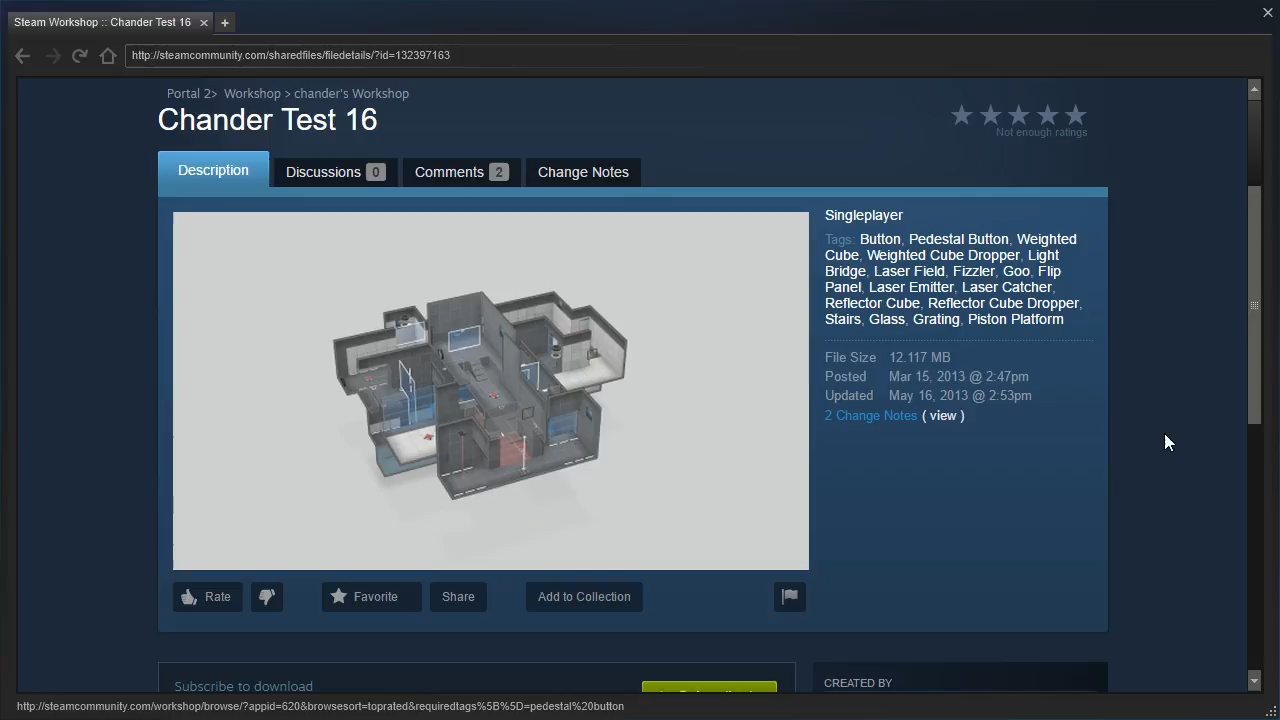 Steam Workshop :: Chander Test 16
http://steamcommunity.com/sharedfiles/filedetails/?id=132397163
Portal 2> Workshop > chander's Workshop
Chander Test 16
Not enough ratings
Description
Discussions 0
Comments 2
Change Notes
Singleplayer
Tags: Button, Pedestal Button, Weighted
Cube, Weighted Cube Dropper, Light
Bridge, Laser Field, Fizzler, Goo, Flip
Panel, Laser Emitter, Laser Catcher,
Reflector Cube, Reflector Cube Dropper,
Stairs, Glass, Grating, Piston Platform
File Size 12.117 MB
Posted Mar 15, 2013 @ 2:47pm
Updated May 16, 2013 @ 2:53pm
2 Change Notes ( view )
Rate
Favorite
Share
Add to Collection
Subscribe to download
CREATED BY
http://steamcommunity.com/workshop/browse/?appid=620&browsesort=toprated&requiredtags%5B%5D=pedestal%20button